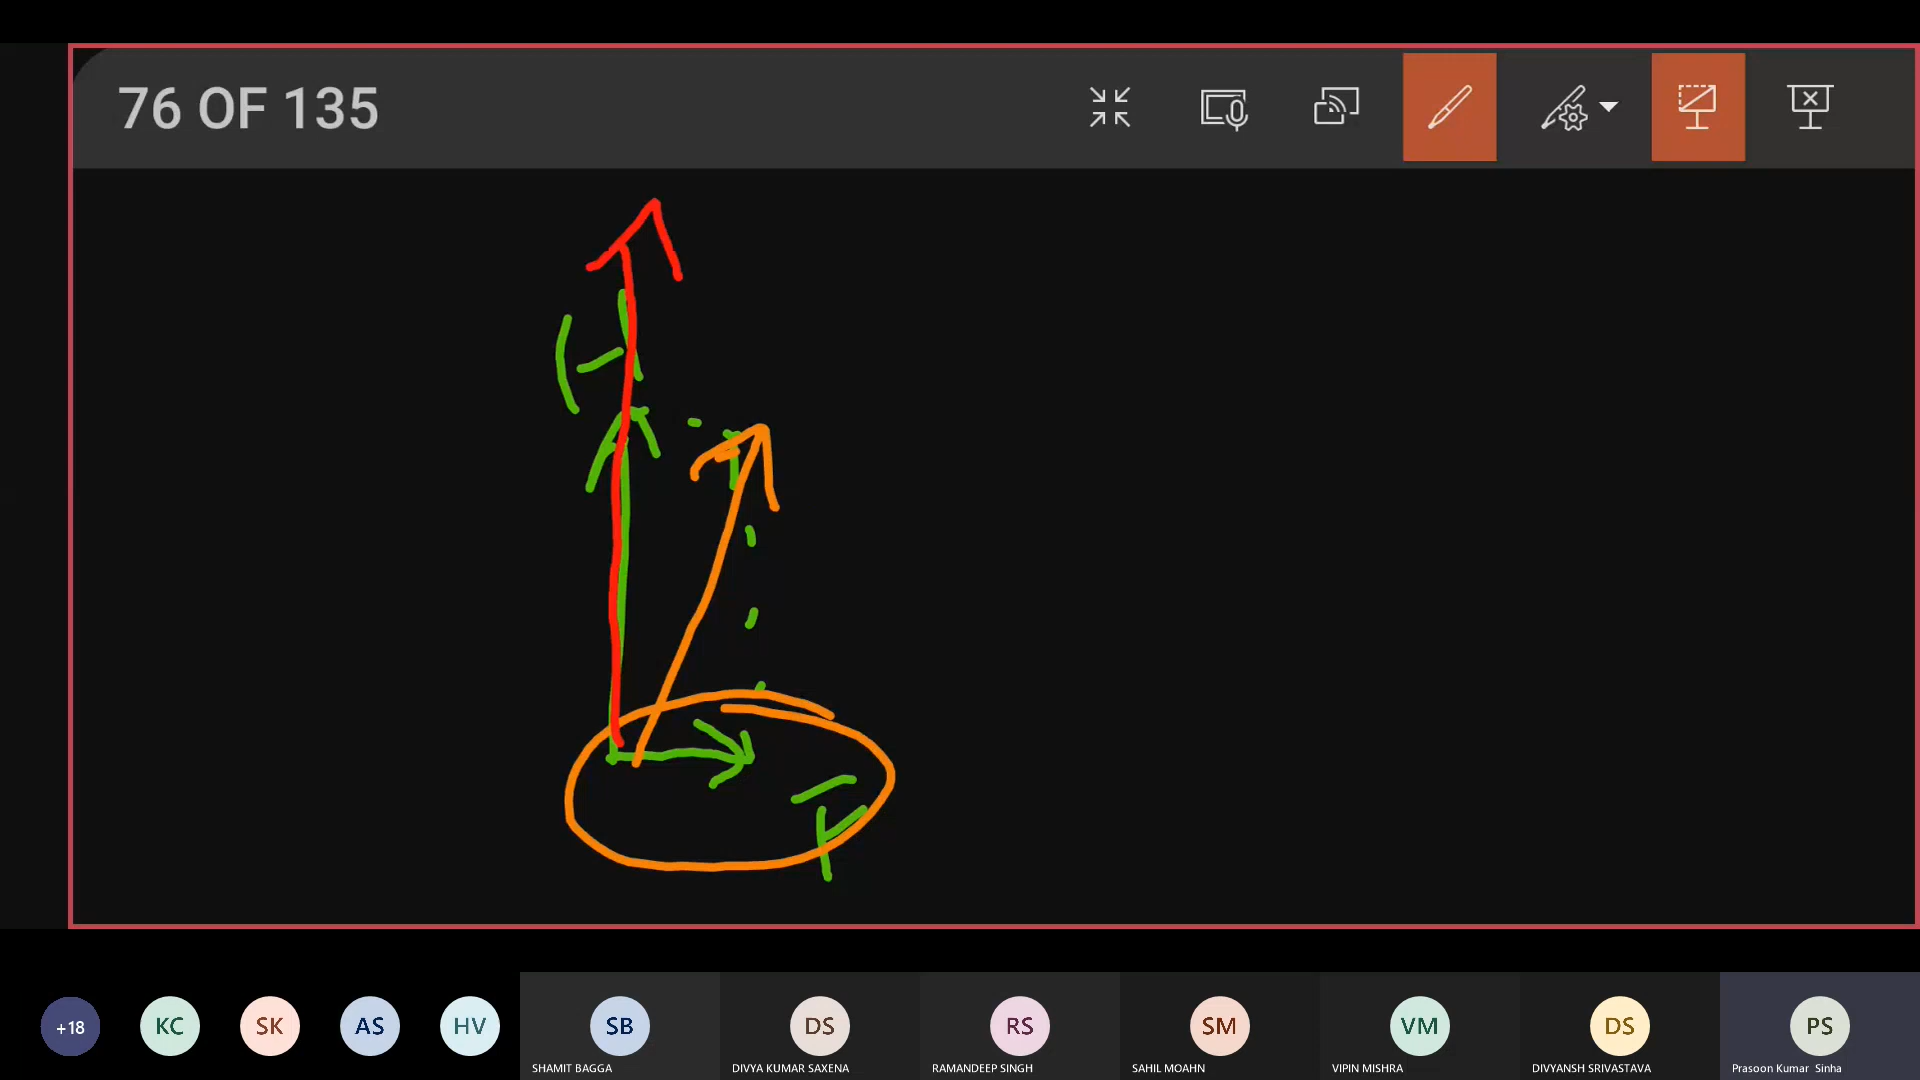 76 OF 135
+18
KC
SK
AS
HV
SB
DS
RS
SM
VM
DS
PS
SHAMIT BAGGA
DIVYA KUMAR SAXENA
RAMANDEEP SINGH
SAHIL MOAHN
VIPIN MISHRA
DIVYANSH SRIVASTAVA
Prasoon Kumar Sinha